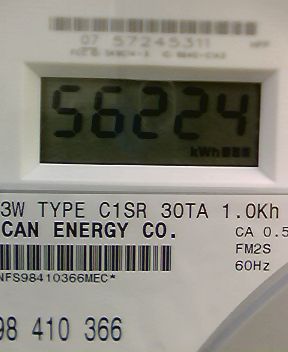 07 57245311
56224
kWh
3W TYPE C1SR 30TA 1.0Kh
CAN ENERGY CO.
CA 0.5
FM2S
60Hz
NFS98410366MEC*
98 410 366